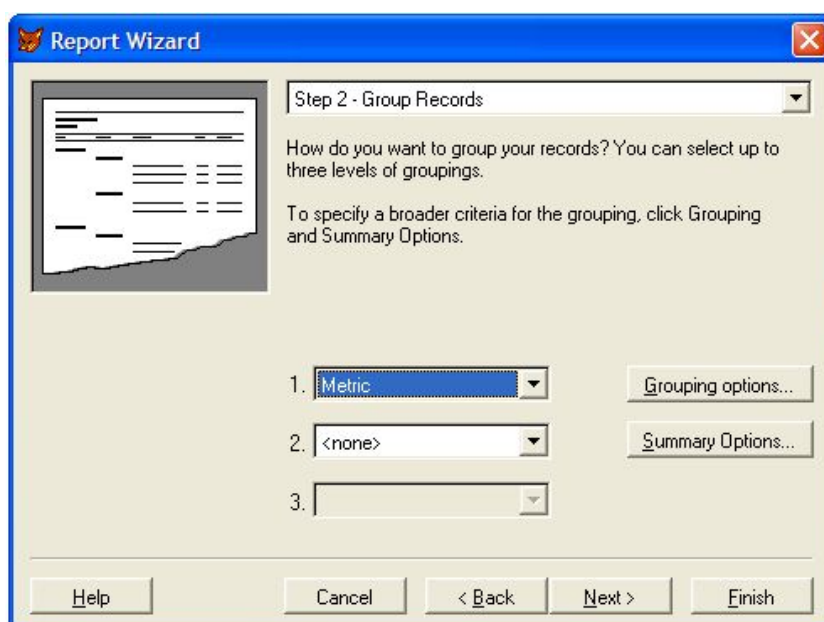 Report Wizard
Step 2 - Group Records
How do you want to group your records? You can select up to
three levels of groupings.
To specify a broader criteria for the grouping, click Grouping
and Summary Options.
1. Metric
Grouping options...
2. <none>
Summary Options...
3.
Help
Cancel
< Back
Next >
Finish